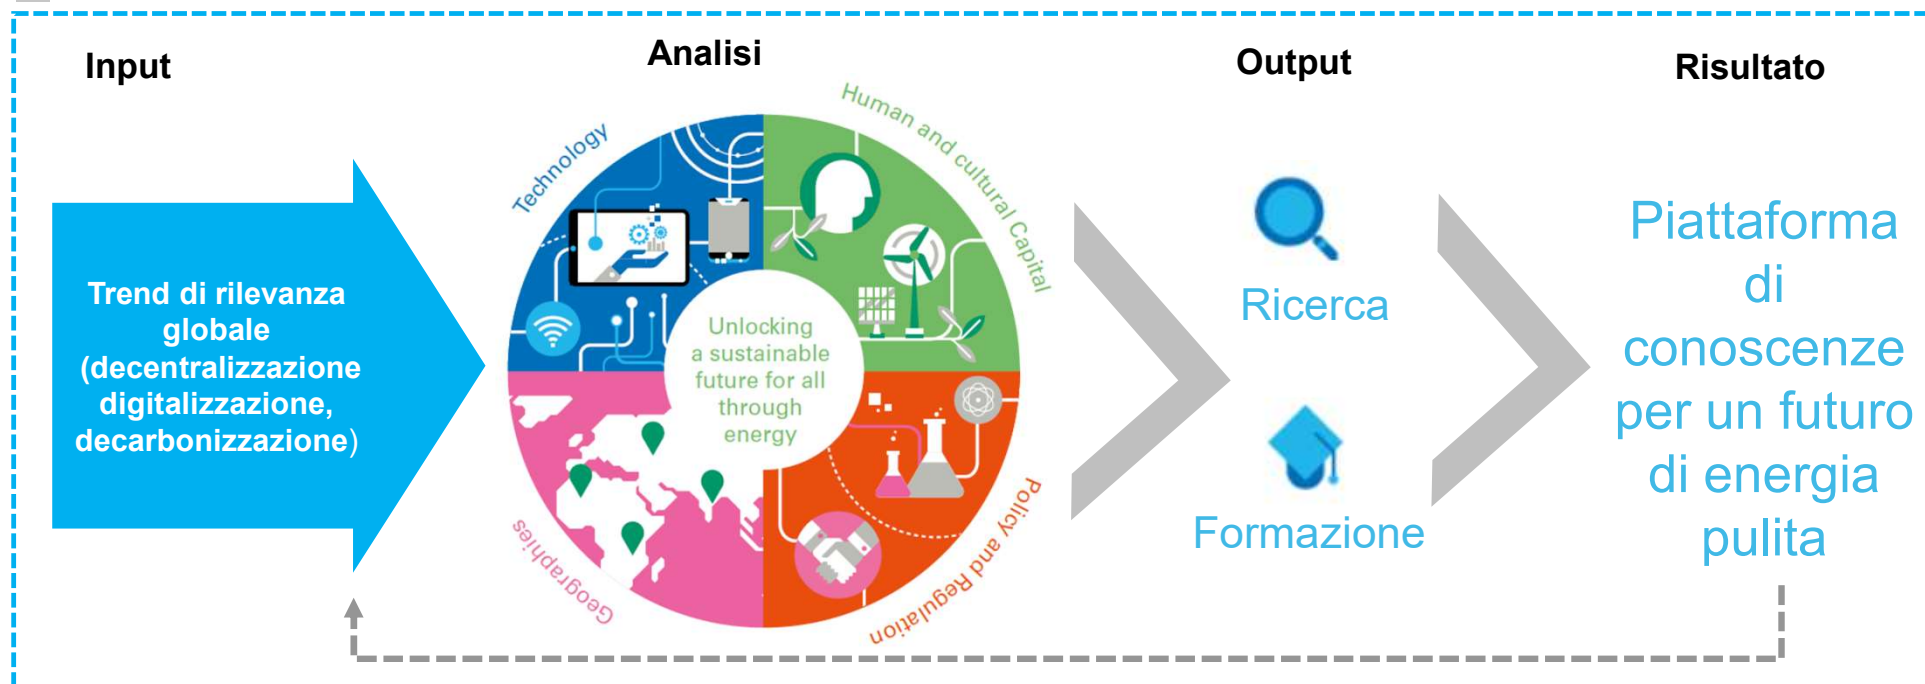 Input
Analisi
Output
Risultato
Trend di rilevanza
globale
(decentralizzazione
digitalizzazione,
decarbonizzazione)
Technology
Human and cultural Capital
Geographies
Policy and Regulation
Unlocking
a sustainable
future for all
through
energy
Ricerca
Formazione
Piattaforma
di
conoscenze
per un futuro
di energia
pulita